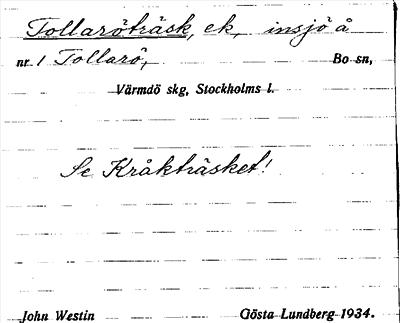 Tollaröträsk, ek, insjö å
nr 1 Tollarö, Bo sn,
Värmdö skg, Stockholms l.
Se Kråkträsket!
John Westin Gösta Lundberg 1934.